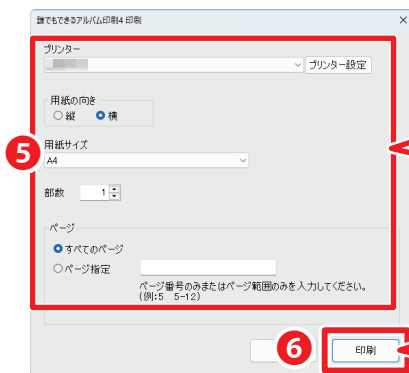 誰でもできるアルバム印刷4 印刷
プリンター
プリンター設定
用紙の向き
縦 横
用紙サイズ
A4
部数 1
ページ
すべてのページ
ページ指定
ページ番号のみまたはページ範囲のみを入力してください。
(例:5 5-12)
5
6
印刷